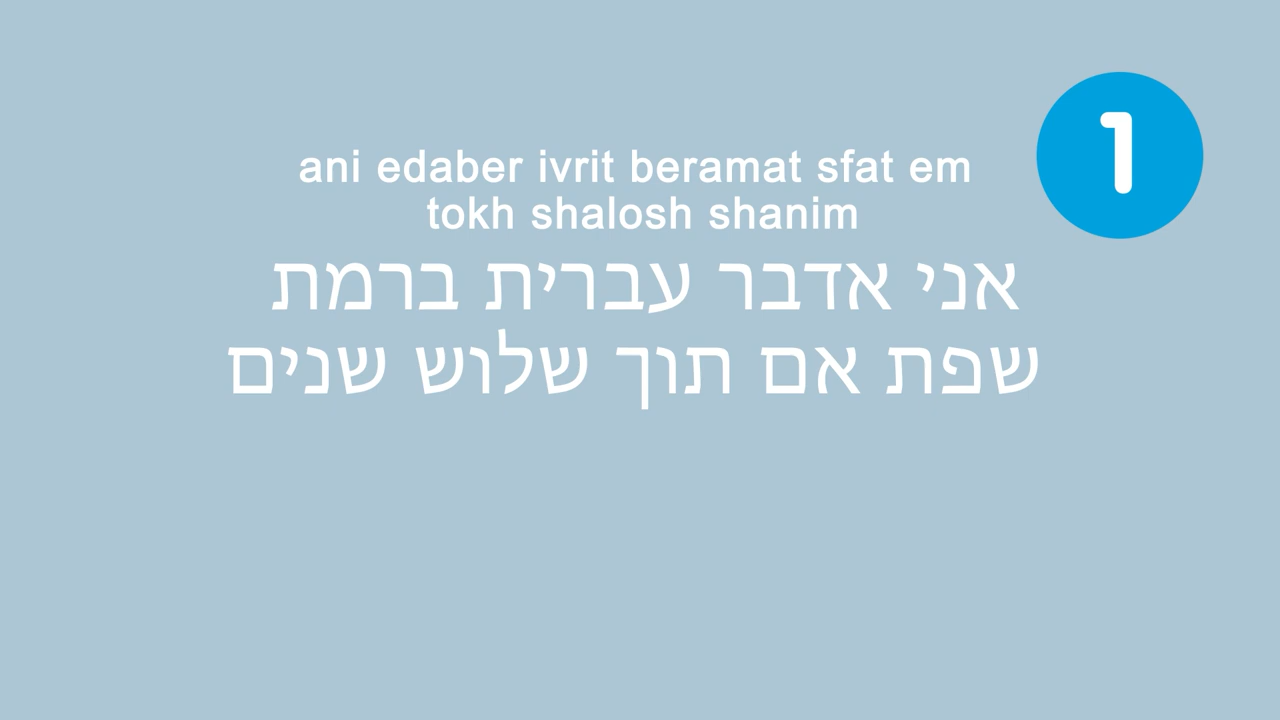 1
ani edaber ivrit beramat sfat em
tokh shalosh shanim
אני אדבר עברית ברמת
שפת אם תוך שלוש שנים